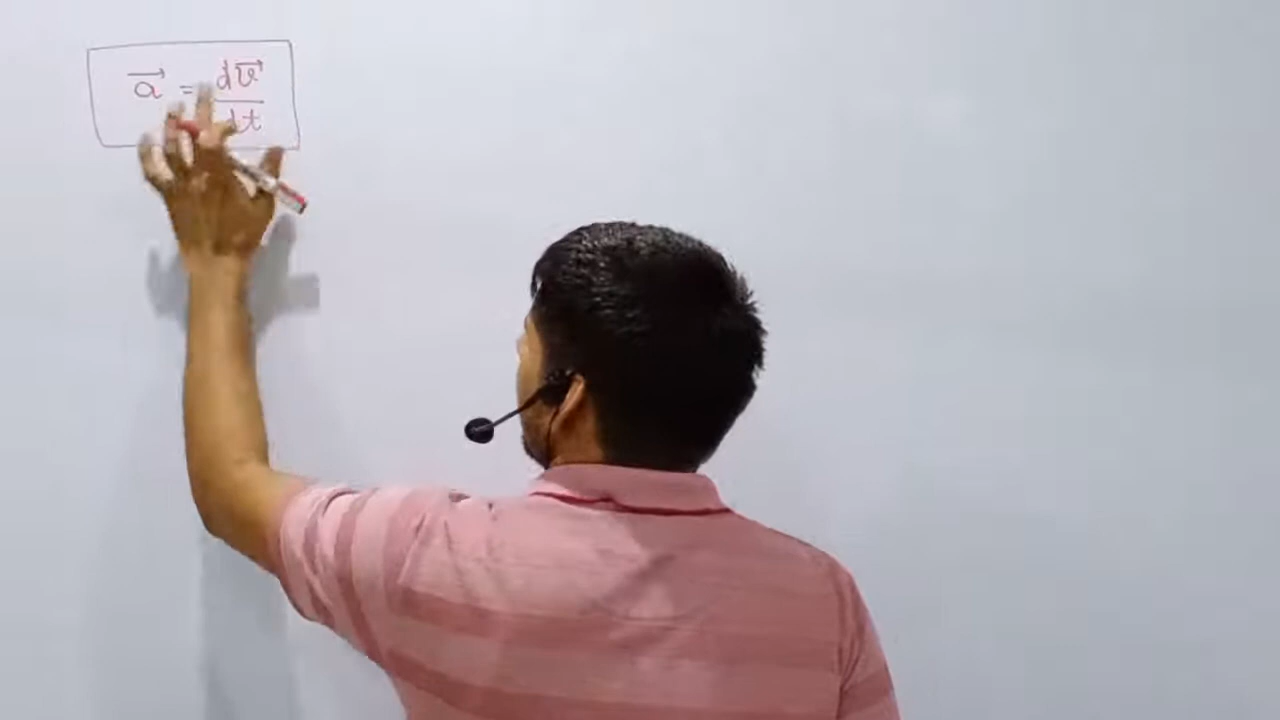 a⃗ = dv⃗/dt